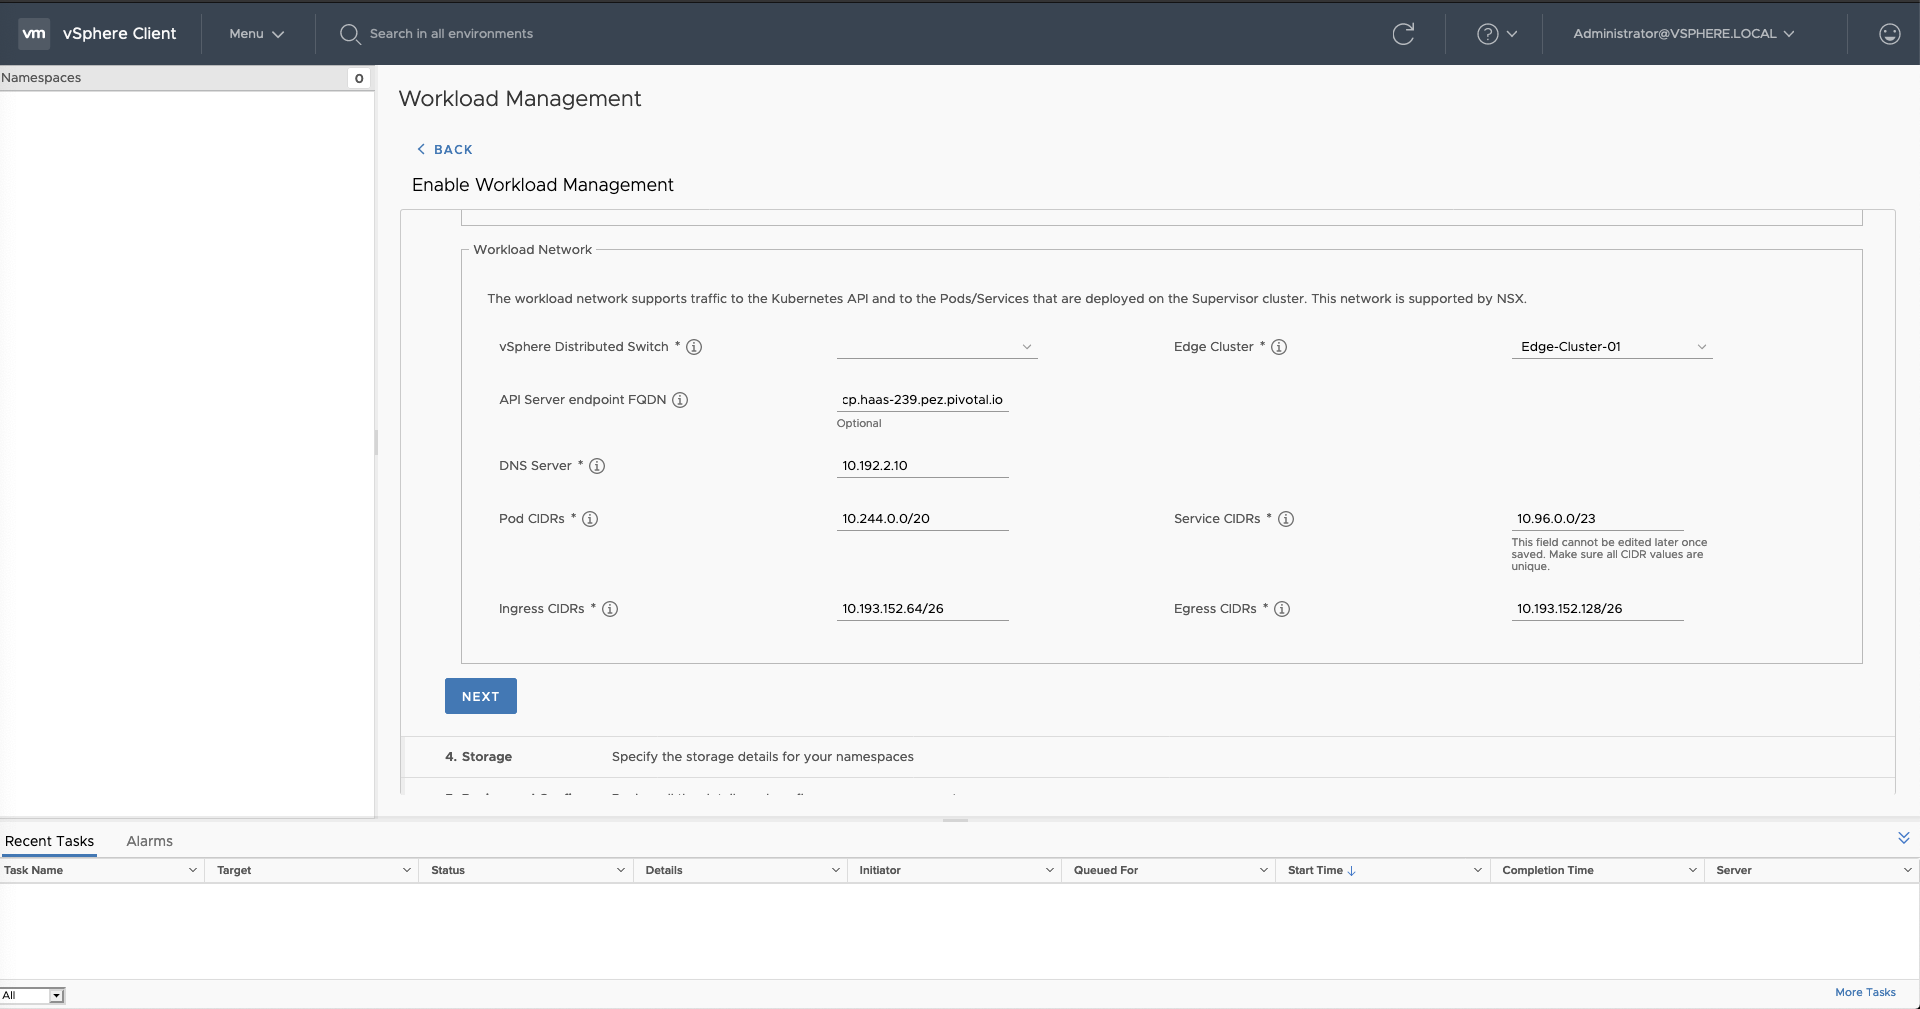 vm vSphere Client Menu Search in all environments ? Administrator@VSPHERE.LOCAL
Namespaces 0
Workload Management
BACK
Enable Workload Management
Workload Network
The workload network supports traffic to the Kubernetes API and to the Pods/Services that are deployed on the Supervisor cluster. This network is supported by NSX.
vSphere Distributed Switch * Edge Cluster * Edge-Cluster-01
API Server endpoint FQDN cp.haas-239.pez.pivotal.io
Optional
DNS Server * 10.192.2.10
Pod CIDRs * 10.244.0.0/20 Service CIDRs * 10.96.0.0/23
This field cannot be edited later once
saved. Make sure all CIDR values are
unique.
Ingress CIDRs * 10.193.152.64/26 Egress CIDRs * 10.193.152.128/26
NEXT
4. Storage Specify the storage details for your namespaces
Recent Tasks Alarms
Task Name Target Status Details Initiator Queued For Start Time ↓ Completion Time Server
All More Tasks